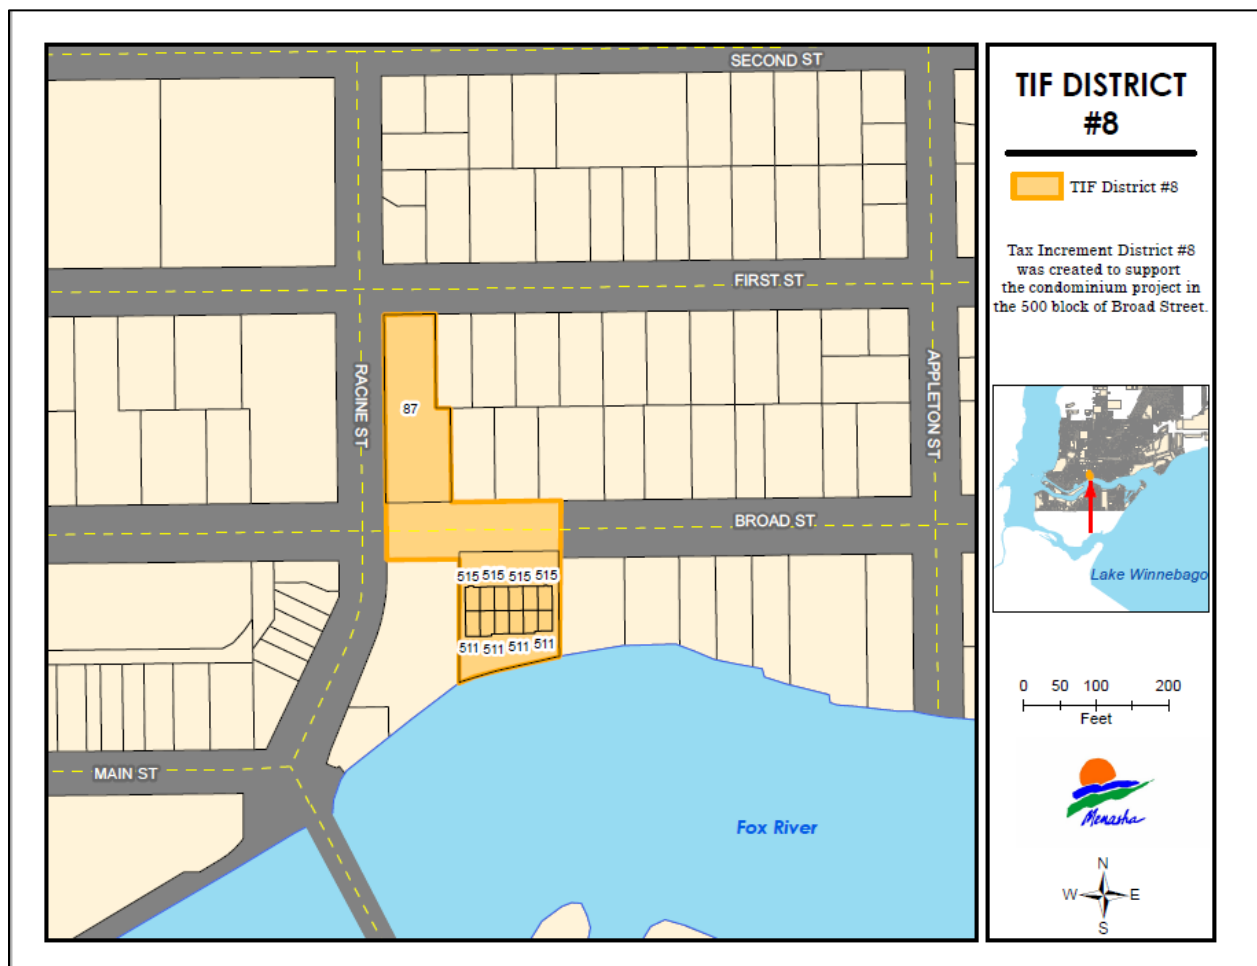 SECOND ST
FIRST ST
RACINE ST
87
APPLETON ST
BROAD ST
515 515 515 515
511 511 511 511
MAIN ST
Fox River
TIF DISTRICT
#8
TIF District #8
Tax Increment District #8
was created to support
the condominium project in
the 500 block of Broad Street.
Lake Winnebago
0 50 100 200
Feet
Menasha
N
W E
S